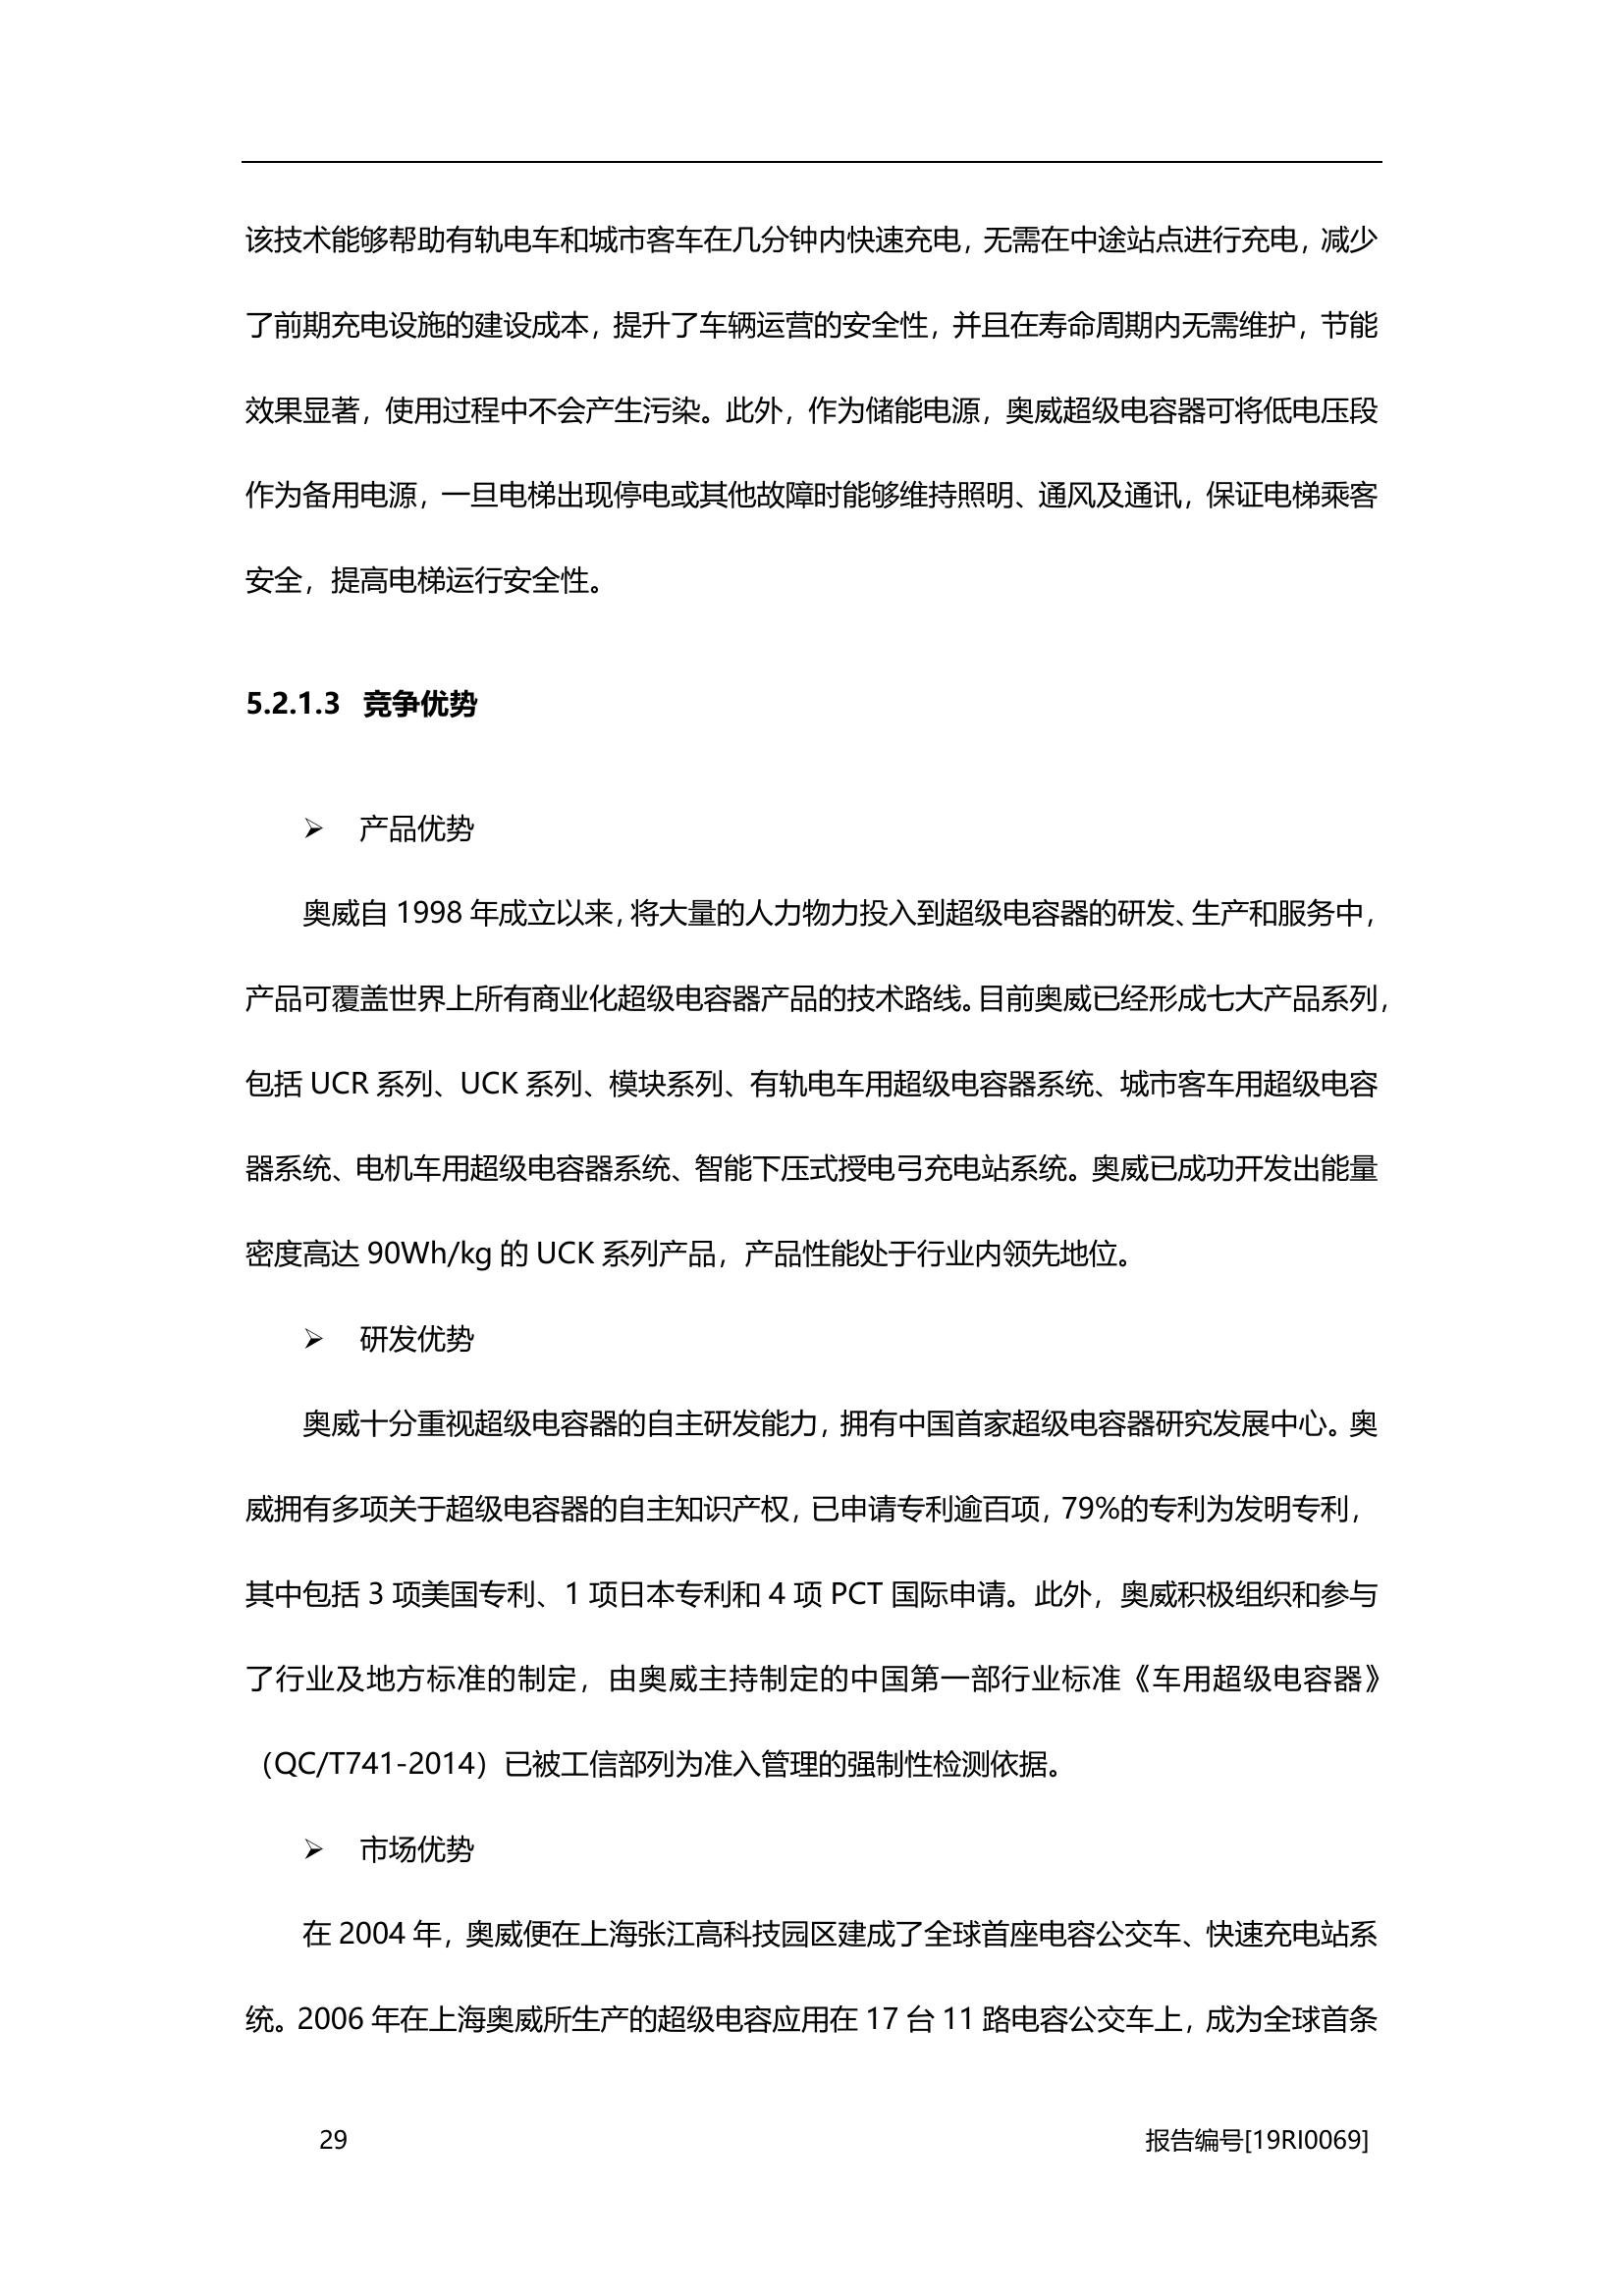 该技术能够帮助有轨电车和城市客车在几分钟内快速充电，无需在中途站点进行充电，减少
了前期充电设施的建设成本，提升了车辆运营的安全性，并且在寿命周期内无需维护，节能
效果显著，使用过程中不会产生污染。此外，作为储能电源，奥威超级电容器可将低电压段
作为备用电源，一旦电梯出现停电或其他故障时能够维持照明、通风及通讯，保证电梯乘客
安全，提高电梯运行安全性。
5.2.1.3 竞争优势
➢ 产品优势
奥威自 1998 年成立以来，将大量的人力物力投入到超级电容器的研发、生产和服务中，
产品可覆盖世界上所有商业化超级电容器产品的技术路线。目前奥威已经形成七大产品系列，
包括 UCR 系列、UCK 系列、模块系列、有轨电车用超级电容器系统、城市客车用超级电容
器系统、电机车用超级电容器系统、智能下压式授电弓充电站系统。奥威已成功开发出能量
密度高达 90Wh/kg 的 UCK 系列产品，产品性能处于行业内领先地位。
➢ 研发优势
奥威十分重视超级电容器的自主研发能力，拥有中国首家超级电容器研究发展中心。奥
威拥有多项关于超级电容器的自主知识产权，已申请专利逾百项，79%的专利为发明专利，
其中包括 3 项美国专利、1 项日本专利和 4 项 PCT 国际申请。此外，奥威积极组织和参与
了行业及地方标准的制定，由奥威主持制定的中国第一部行业标准《车用超级电容器》
（QC/T741-2014）已被工信部列为准入管理的强制性检测依据。
➢ 市场优势
在 2004 年，奥威便在上海张江高科技园区建成了全球首座电容公交车、快速充电站系
统。2006 年在上海奥威所生产的超级电容应用在 17 台 11 路电容公交车上，成为全球首条
29 报告编号[19RI0069]